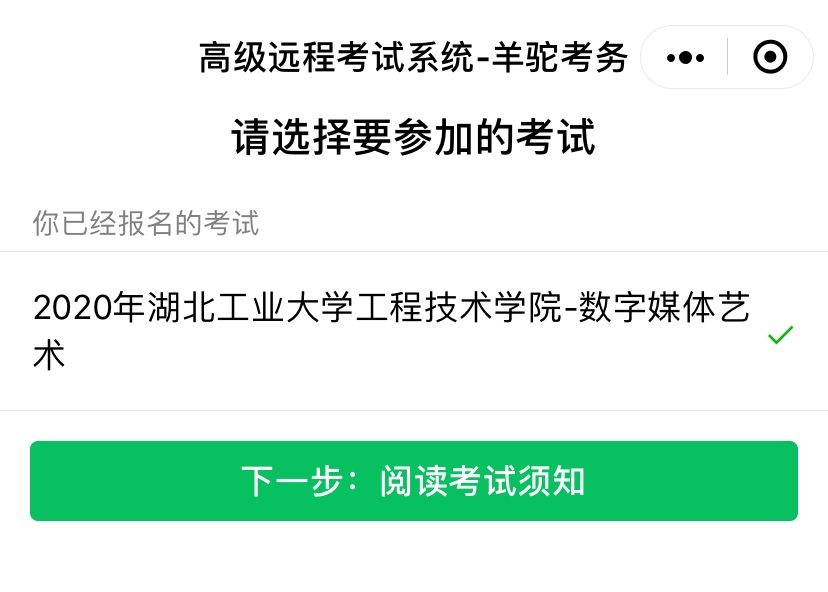 高级远程考试系统-羊驼考务
请选择要参加的考试
你已经报名的考试
2020年湖北工业大学工程技术学院-数字媒体艺
术
下一步：阅读考试须知